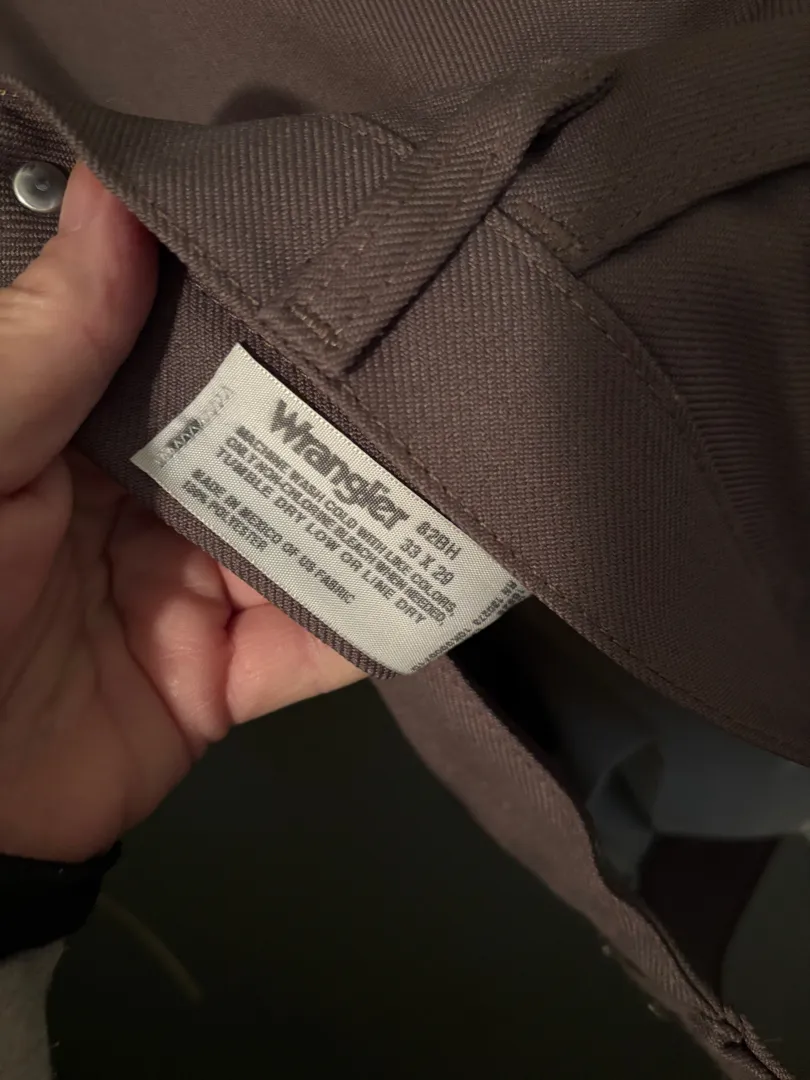 Wrangler 82BH
33 X 29
MACHINE WASH COLD WITH LIKE COLORS,
ONLY NON-CHLORINE BLEACH WHEN NEEDED,
TUMBLE DRY LOW OR LINE DRY
MADE IN MEXICO OF US FABRIC
100% POLYESTER